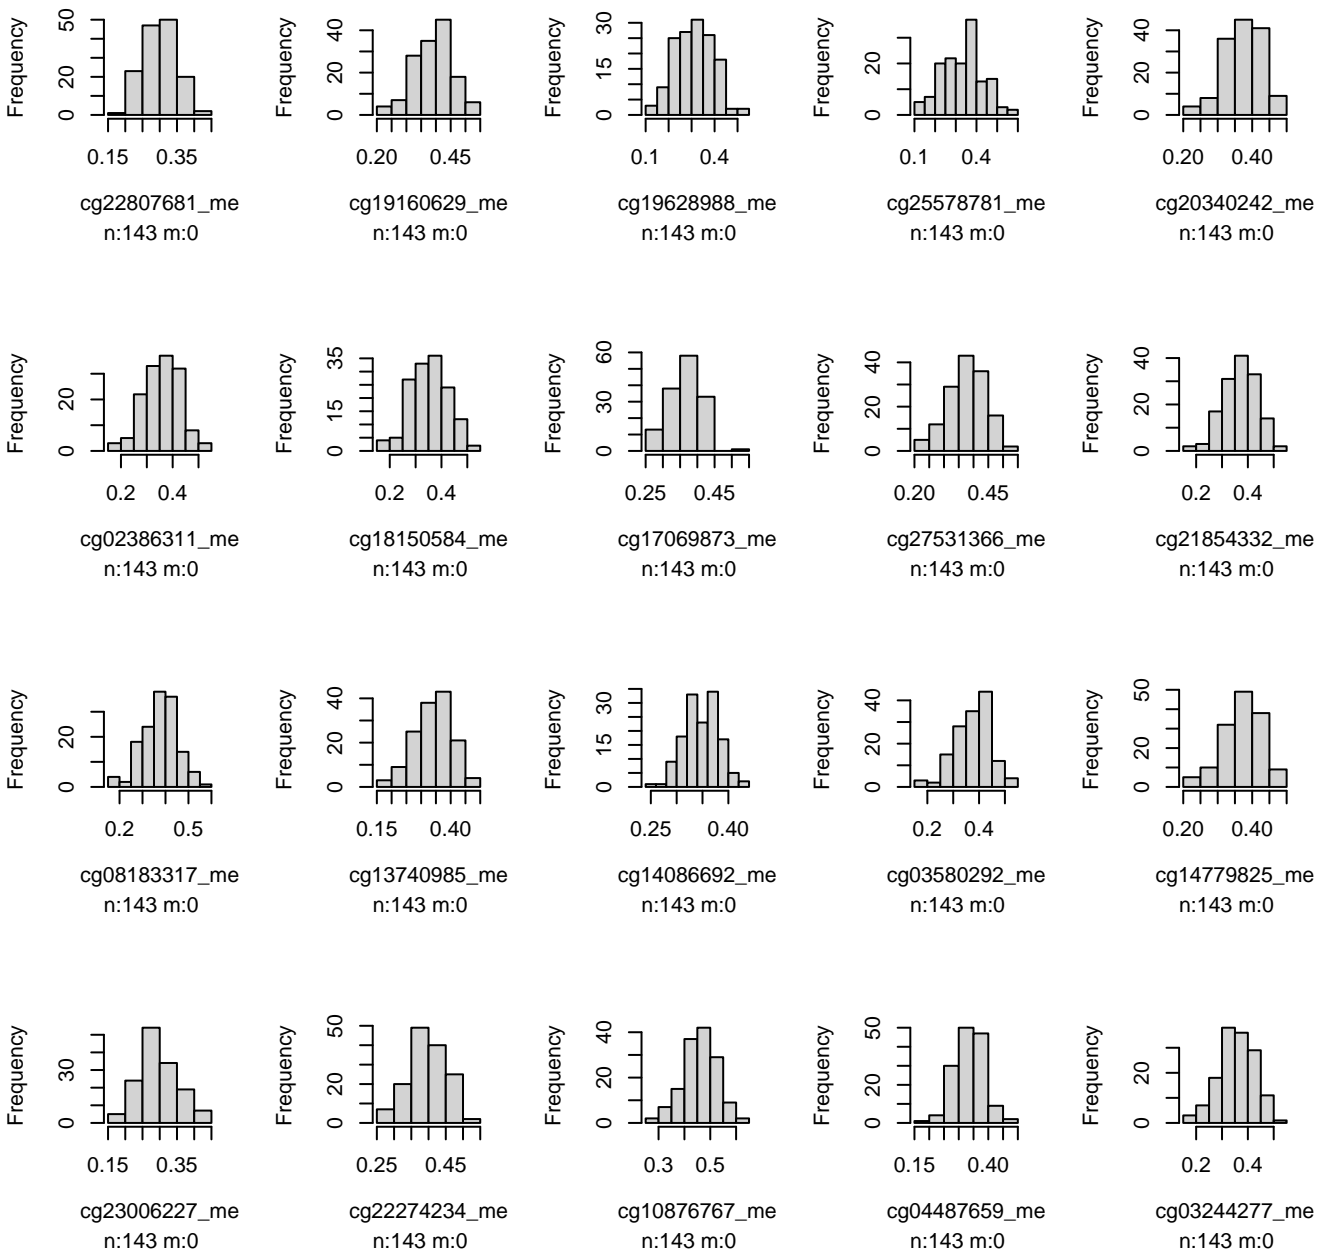 Frequency
0 20 50
0.15 0.35
cg22807681_me
n:143 m:0
Frequency
0 20 40
0.20 0.45
cg19160629_me
n:143 m:0
Frequency
0 15 30
0.1 0.4
cg19628988_me
n:143 m:0
Frequency
0 20
0.1 0.4
cg25578781_me
n:143 m:0
Frequency
0 20 40
0.20 0.40
cg20340242_me
n:143 m:0
Frequency
0 20
0.2 0.4
cg02386311_me
n:143 m:0
Frequency
0 15 35
0.2 0.4
cg18150584_me
n:143 m:0
Frequency
0 30 60
0.25 0.45
cg17069873_me
n:143 m:0
Frequency
0 20 40
0.20 0.45
cg27531366_me
n:143 m:0
Frequency
0 20 40
0.2 0.4
cg21854332_me
n:143 m:0
Frequency
0 20
0.2 0.5
cg08183317_me
n:143 m:0
Frequency
0 20 40
0.15 0.40
cg13740985_me
n:143 m:0
Frequency
0 15 30
0.25 0.40
cg14086692_me
n:143 m:0
Frequency
0 20 40
0.2 0.4
cg03580292_me
n:143 m:0
Frequency
0 20 50
0.20 0.40
cg14779825_me
n:143 m:0
Frequency
0 30
0.15 0.35
cg23006227_me
n:143 m:0
Frequency
0 20 50
0.25 0.45
cg22274234_me
n:143 m:0
Frequency
0 20 40
0.3 0.5
cg10876767_me
n:143 m:0
Frequency
0 20 50
0.15 0.40
cg04487659_me
n:143 m:0
Frequency
0 20
0.2 0.4
cg03244277_me
n:143 m:0